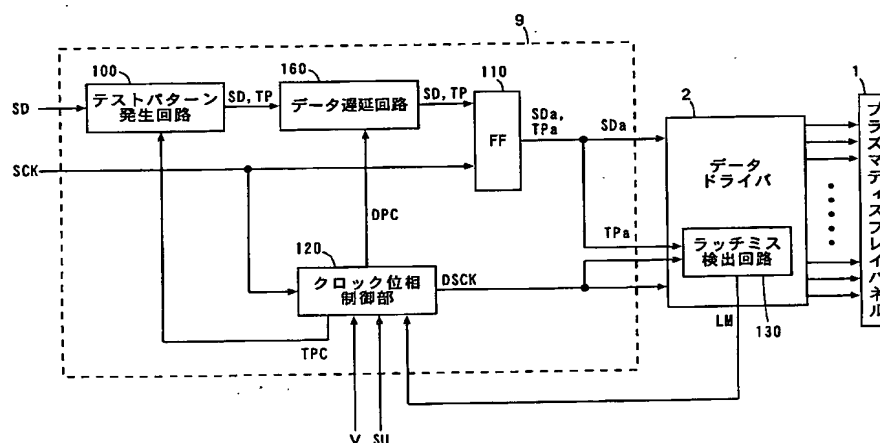 9
100
160
110
2
1
SD
テストパターン
発生回路
SD, TP
データ遅延回路
SD, TP
FF
SDa,
TPa
SDa
データ
ドライバ
プラズマディスプレイパネル
SCK
DPC
TPa
ラッチミス
検出回路
120
クロック位相
制御部
DSCK
130
LM
TPC
V
SU